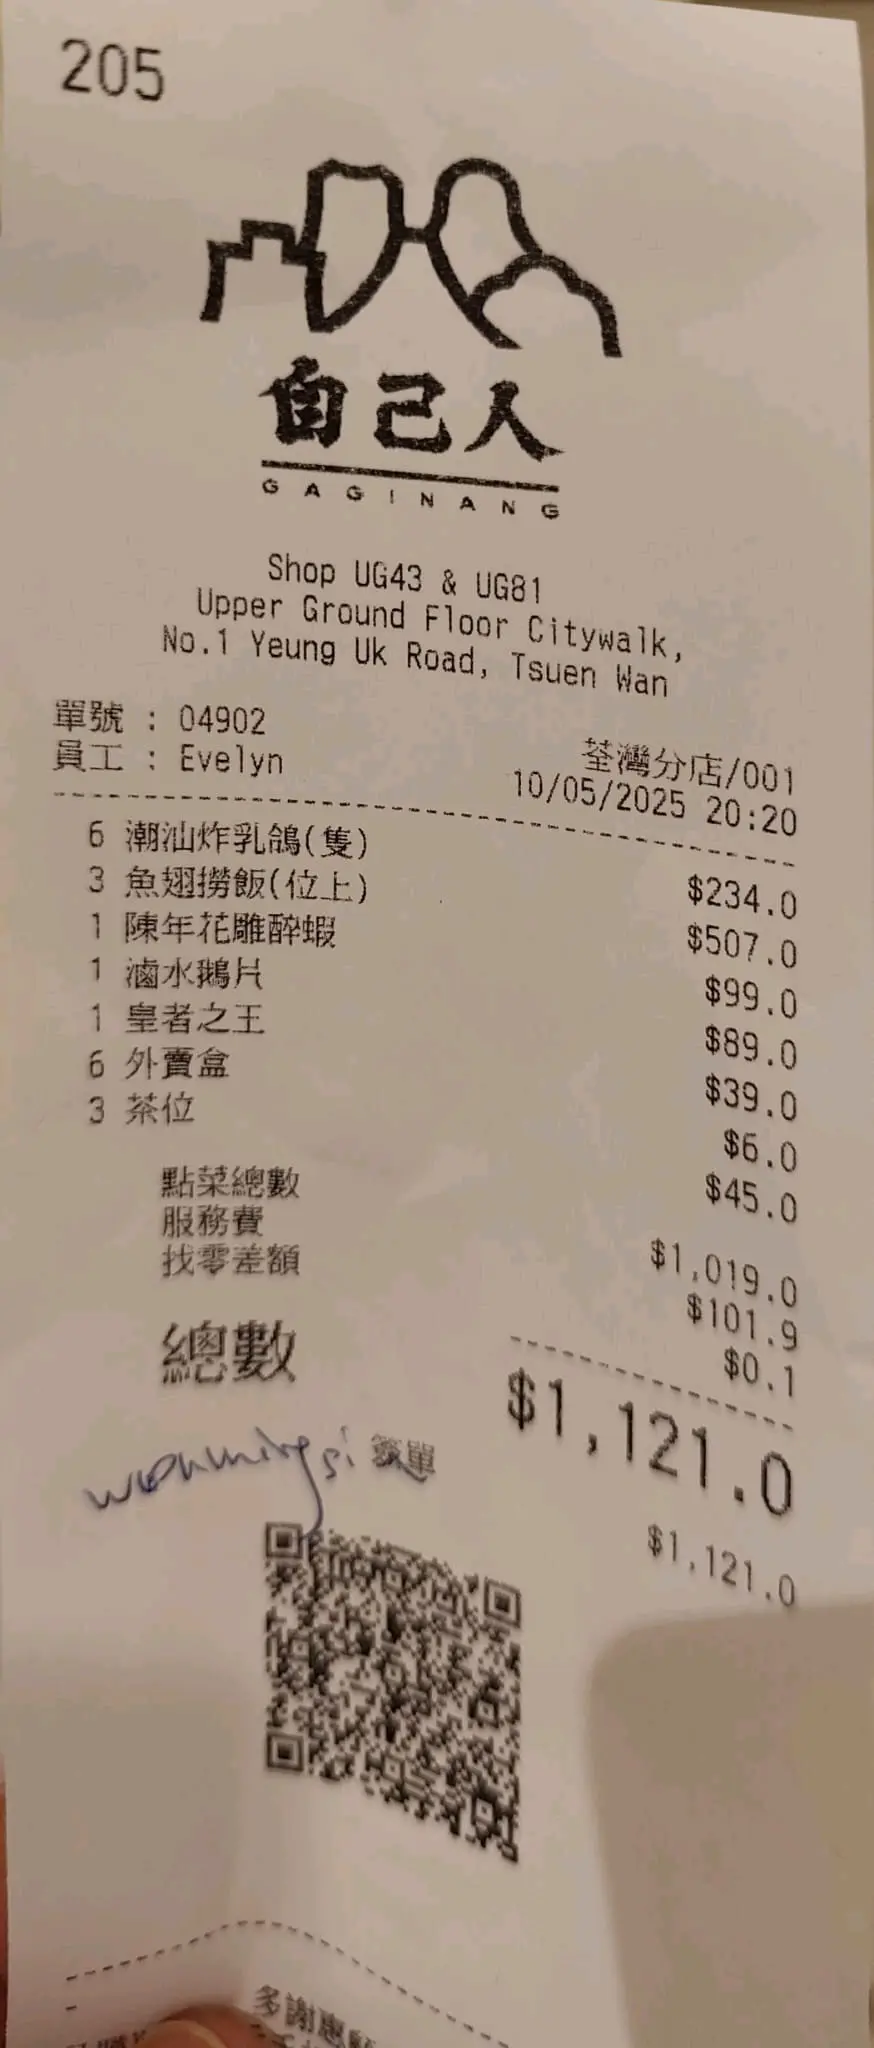 205
自己人
GAGINANG
Shop UG43 & UG81
Upper Ground Floor Citywalk,
No.1 Yeung Uk Road, Tsuen Wan
單號 : 04902
員工 : Evelyn
荃灣分店/001
10/05/2025 20:20
6 潮汕炸乳鴿(隻) $234.0
3 魚翅撈飯(位上) $507.0
1 陳年花雕醉蝦 $99.0
1 滷水鵝片 $89.0
1 皇者之王 $39.0
6 外賣盒 $6.0
3 茶位 $45.0
點菜總數 $1,019.0
服務費 $101.9
找零差額 $0.1
總數 $1,121.0
簽單 $1,121.0
多謝惠顧